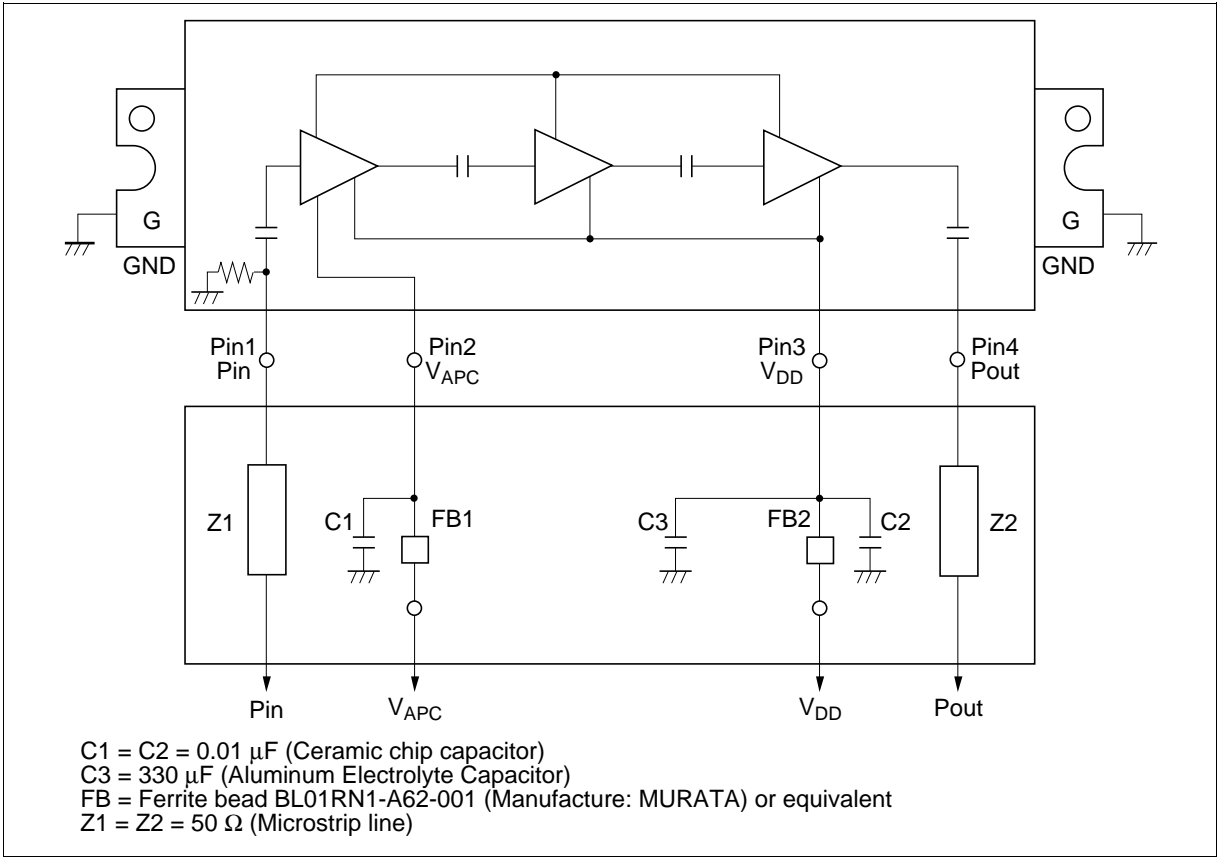 G
GND
G
GND
Pin1
Pin
Pin2
VAPC
Pin3
VDD
Pin4
Pout
Z1
C1
FB1
C3
FB2
C2
Z2
Pin
VAPC
VDD
Pout
C1 = C2 = 0.01 μF (Ceramic chip capacitor)
C3 = 330 μF (Aluminum Electrolyte Capacitor)
FB = Ferrite bead BL01RN1-A62-001 (Manufacture: MURATA) or equivalent
Z1 = Z2 = 50 Ω (Microstrip line)